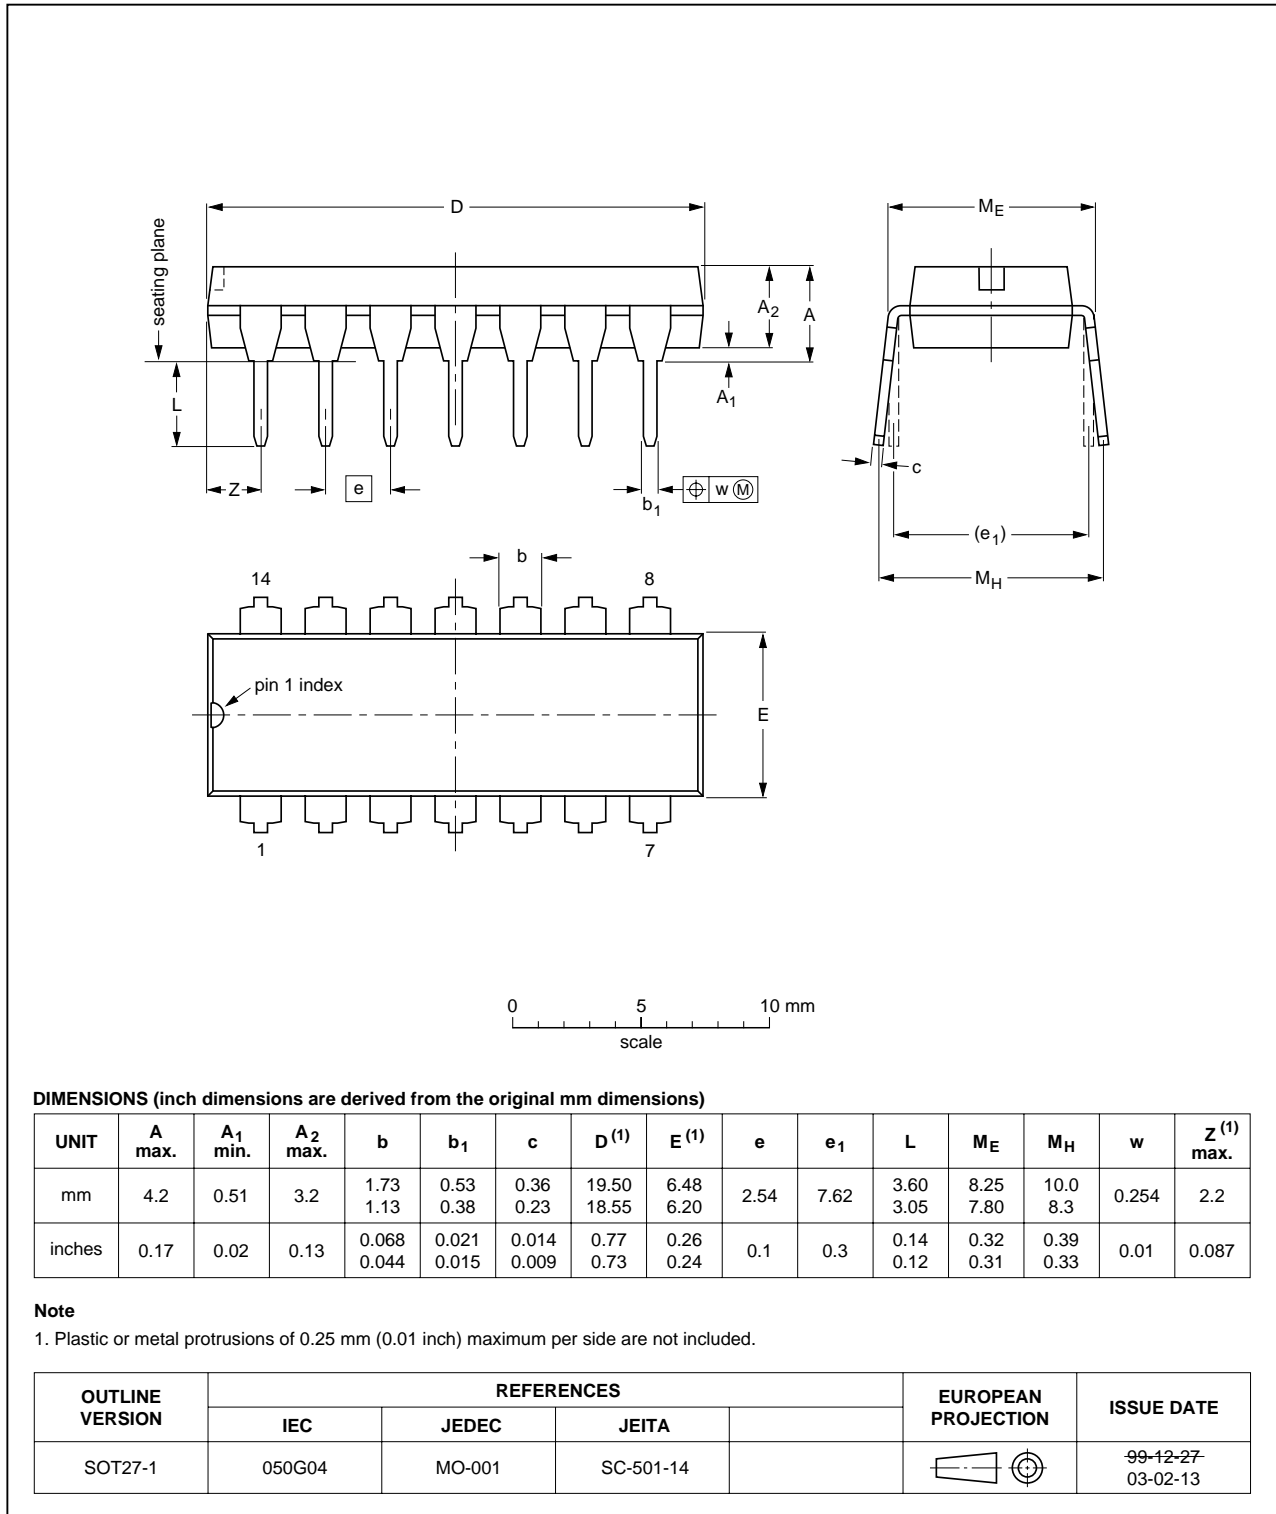 D
ME
seating plane
A2
A
L
A1
c
Z
e
b1
w M
(e1)
MH
b
14
8
pin 1 index
E
1
7
0
5
10 mm
scale
DIMENSIONS (inch dimensions are derived from the original mm dimensions)
UNIT A max. A1 min. A2 max. b b1 c D(1) E(1) e e1 L ME MH w Z(1) max.
mm 4.2 0.51 3.2 1.73 1.13 0.53 0.38 0.36 0.23 19.50 18.55 6.48 6.20 2.54 7.62 3.60 3.05 8.25 7.80 10.0 8.3 0.254 2.2
inches 0.17 0.02 0.13 0.068 0.044 0.021 0.015 0.014 0.009 0.77 0.73 0.26 0.24 0.1 0.3 0.14 0.12 0.32 0.31 0.39 0.33 0.01 0.087
Note
1. Plastic or metal protrusions of 0.25 mm (0.01 inch) maximum per side are not included.
OUTLINE VERSION
REFERENCES
EUROPEAN PROJECTION
ISSUE DATE
IEC JEDEC JEITA
SOT27-1 050G04 MO-001 SC-501-14
99-12-27
03-02-13